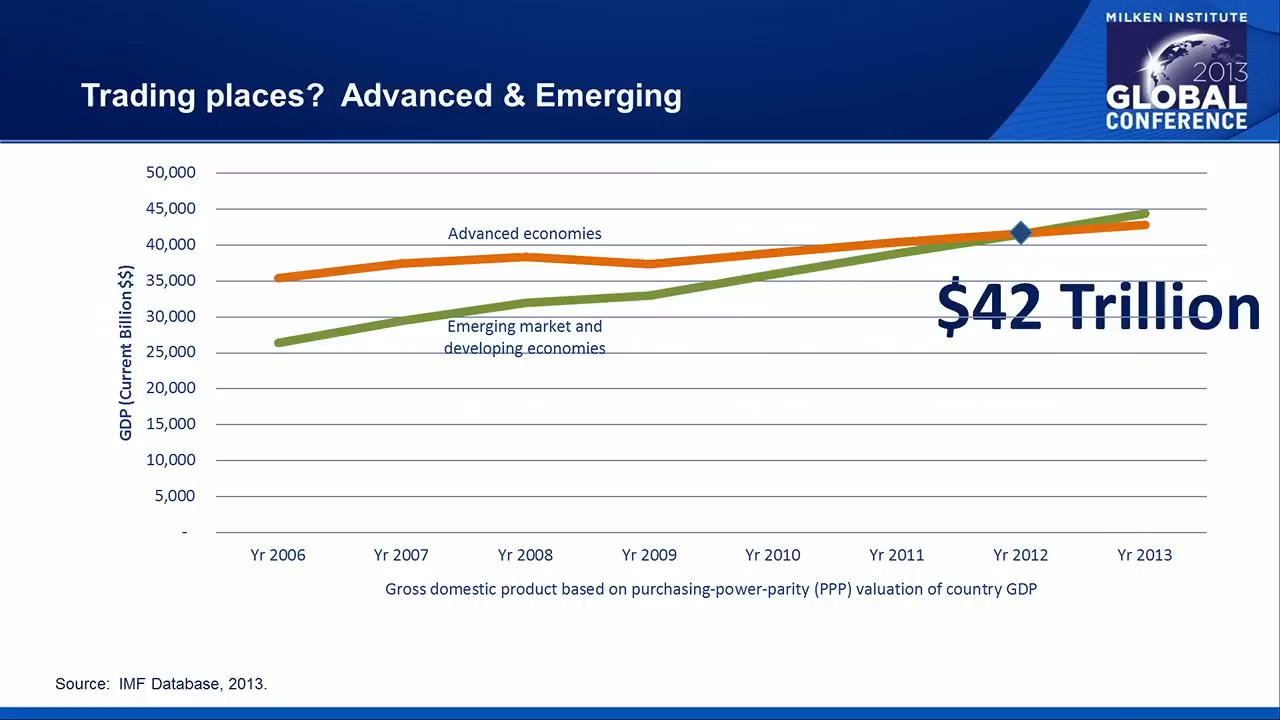 MILKEN INSTITUTE
2013
GLOBAL
CONFERENCE
Trading places?  Advanced & Emerging
50,000
45,000
40,000
35,000
30,000
25,000
20,000
15,000
10,000
5,000
-
GDP (Current Billion $$)
Advanced economies
Emerging market and
developing economies
$42 Trillion
Yr 2006 Yr 2007 Yr 2008 Yr 2009 Yr 2010 Yr 2011 Yr 2012 Yr 2013
Gross domestic product based on purchasing-power-parity (PPP) valuation of country GDP
Source:  IMF Database, 2013.